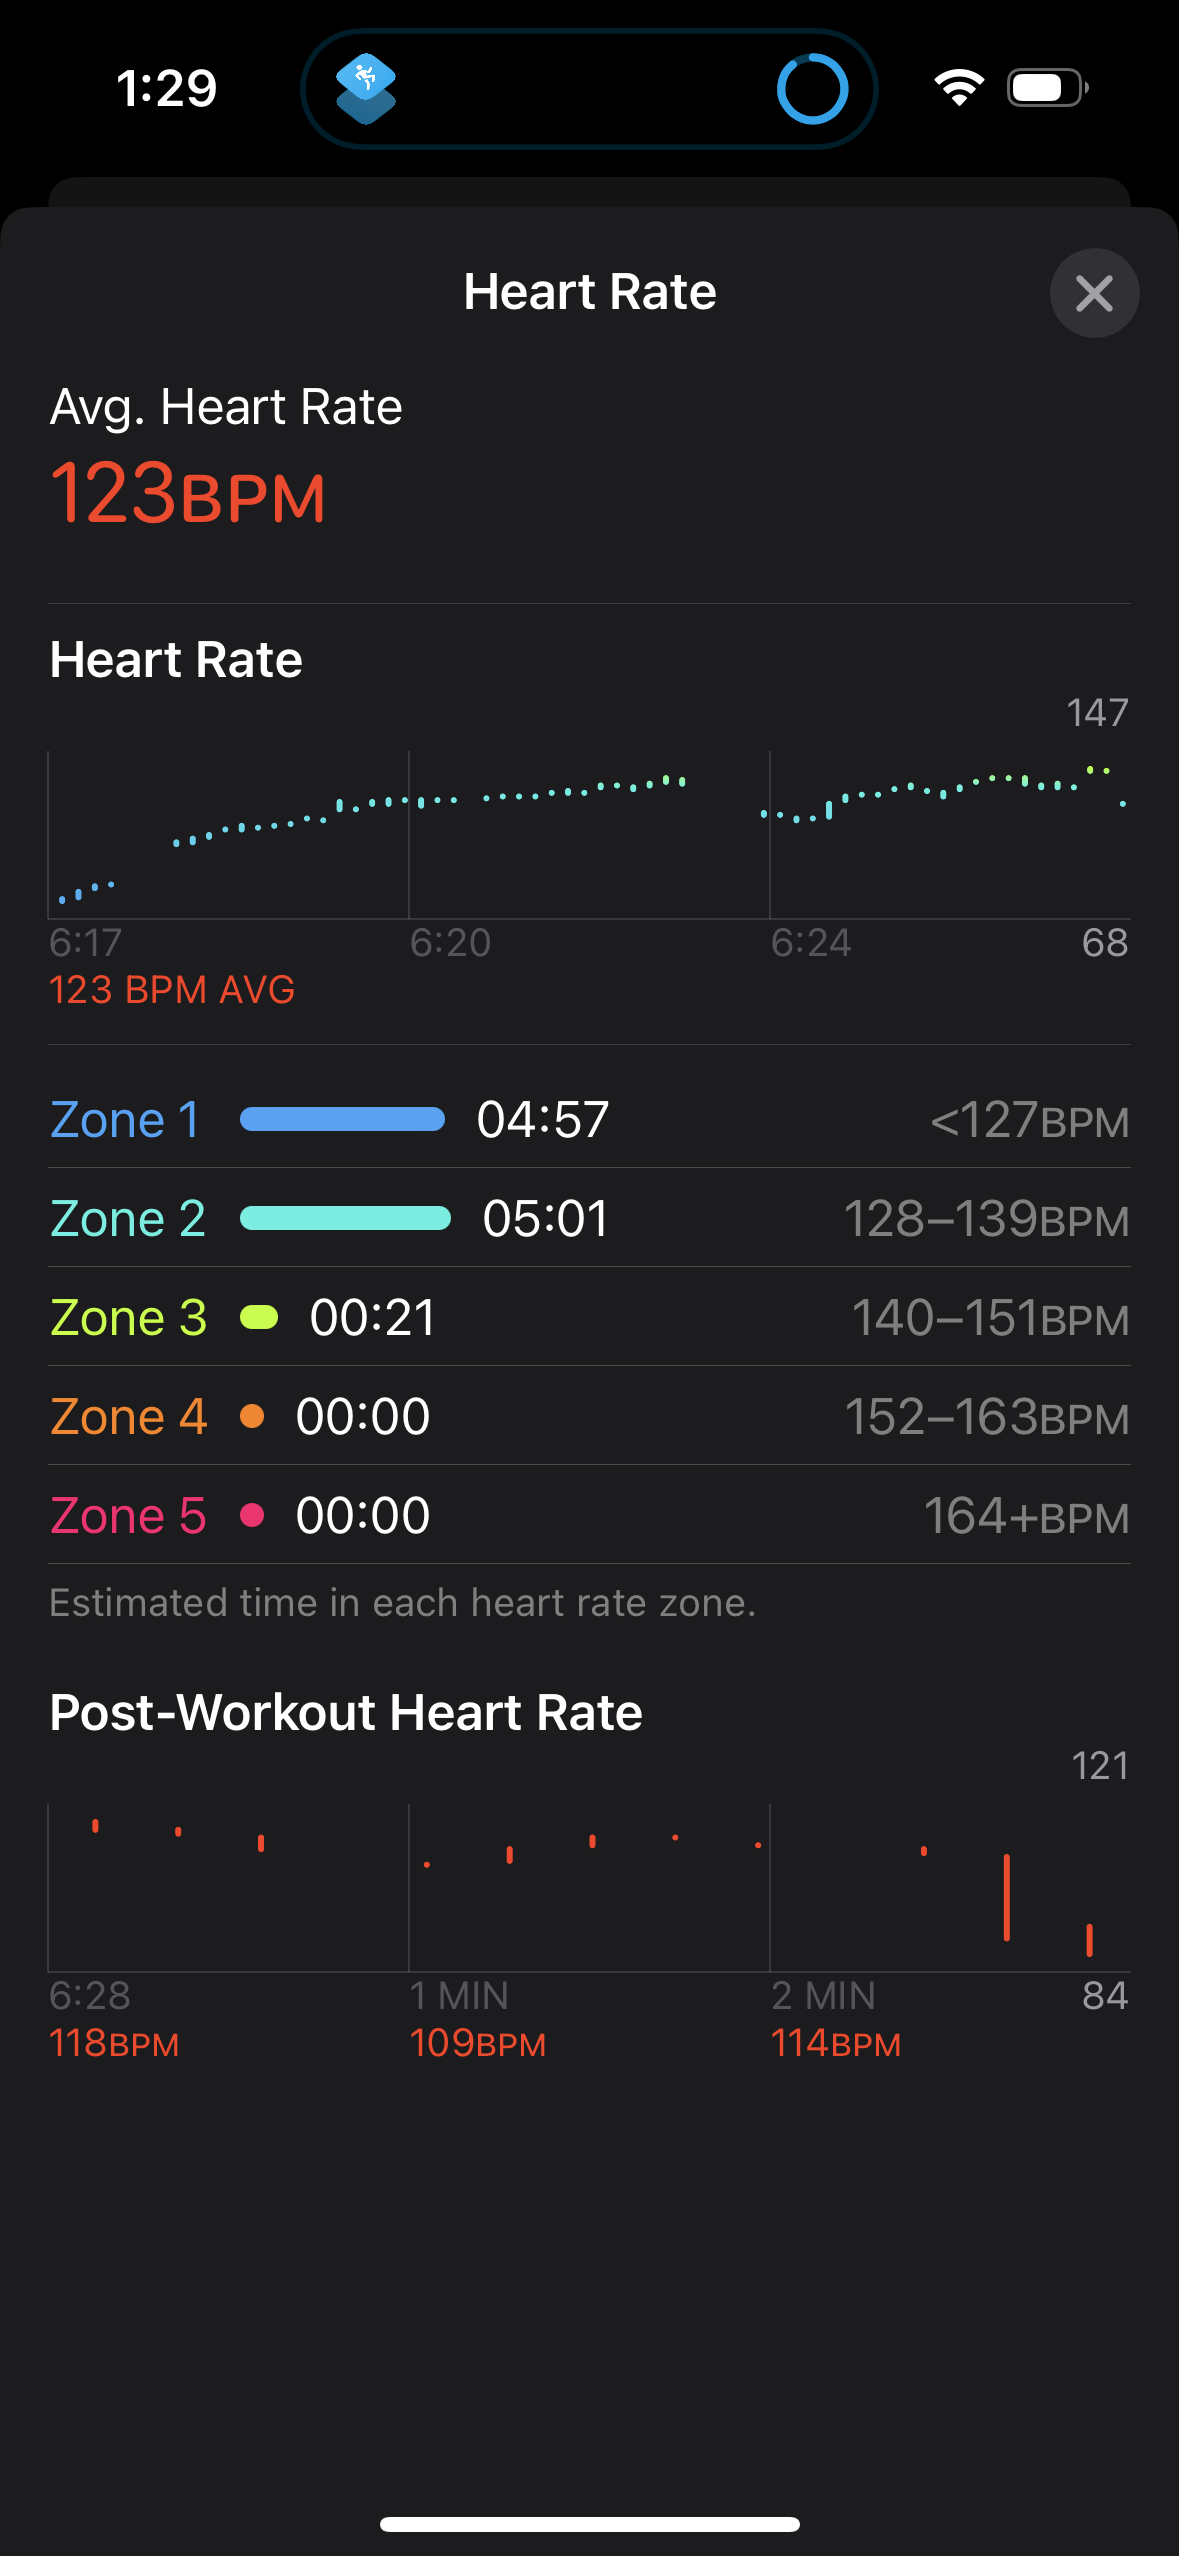 1:29
Heart Rate
Avg. Heart Rate
123BPM
Heart Rate
147
6:17 6:20 6:24 68
123 BPM AVG
Zone 1 04:57 <127BPM
Zone 2 05:01 128–139BPM
Zone 3 00:21 140–151BPM
Zone 4 00:00 152–163BPM
Zone 5 00:00 164+BPM
Estimated time in each heart rate zone.
Post-Workout Heart Rate
121
6:28 1 MIN 2 MIN 84
118BPM 109BPM 114BPM